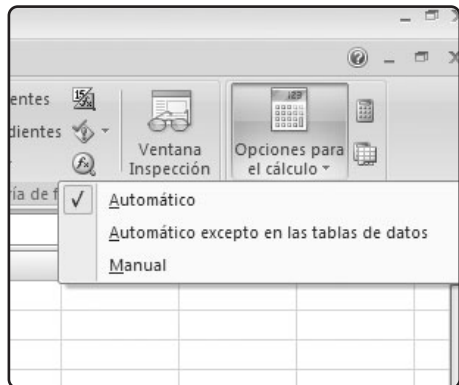 entes
dientes
Ventana
Inspección
Opciones para
el cálculo
ía de f
Automático
Automático excepto en las tablas de datos
Manual